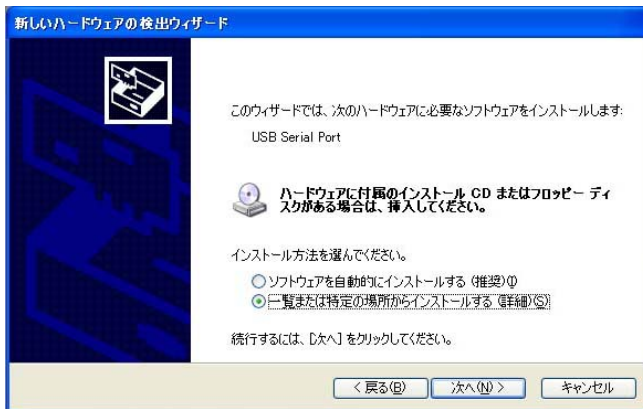 新しいハードウェアの検出ウィザード
このウィザードでは、次のハードウェアに必要なソフトウェアをインストールします:
USB Serial Port
ハードウェアに付属のインストール CD またはフロッピー ディ
スクがある場合は、挿入してください。
インストール方法を選んでください。
ソフトウェアを自動的にインストールする (推奨)(I)
一覧または特定の場所からインストールする (詳細)(S)
続行するには、[次へ] をクリックしてください。
< 戻る(B)
次へ(N) >
キャンセル